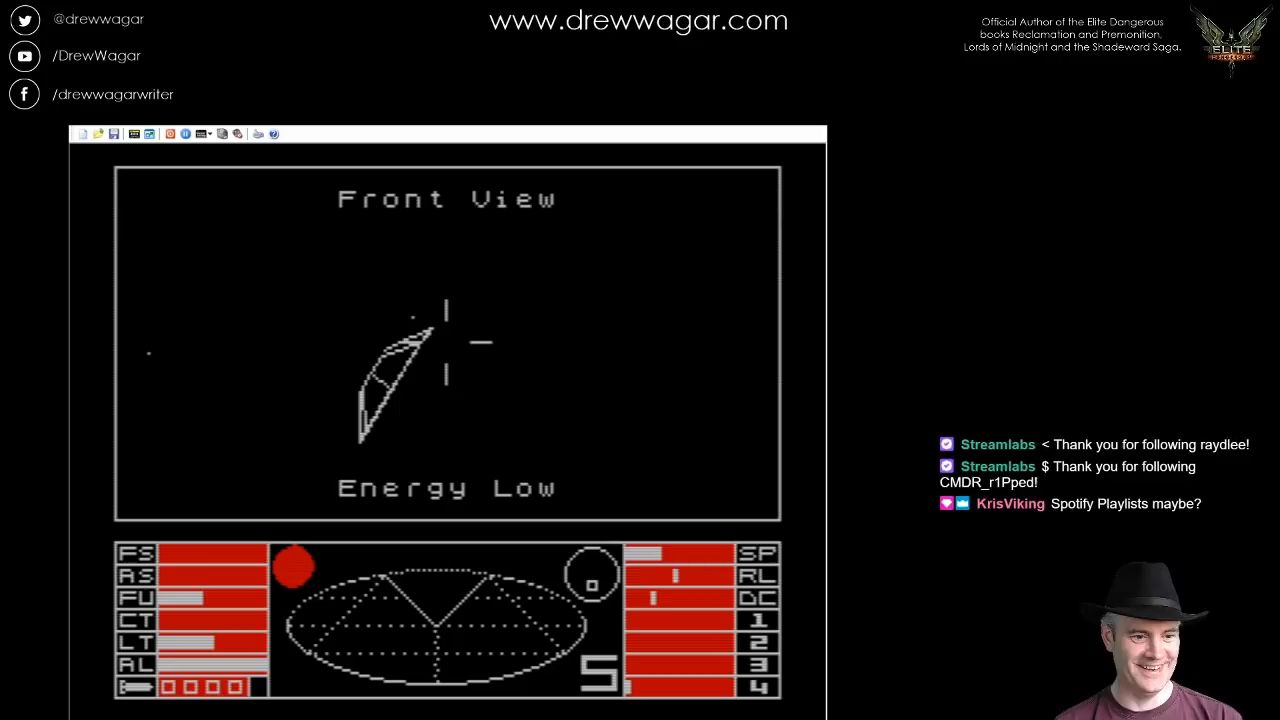 @drewwagar
/DrewWagar
/drewwagarwriter
www.drewwagar.com
Official Author of the Elite Dangerous
books Reclamation and Premonition,
Lords of Midnight and the Shadeward Saga.
ELITE
DANGEROUS
Front View
Energy Low
FS
AS
FU
CT
LT
AL
S
SP
RL
DC
1
2
3
4
Streamlabs < Thank you for following raydlee!
Streamlabs $ Thank you for following
CMDR_r1Pped!
KrisViking Spotify Playlists maybe?